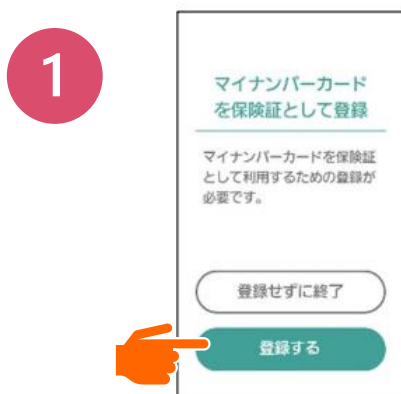 1
マイナンバーカード
を保険証として登録
マイナンバーカードを保険証
として利用するための登録が
必要です。
登録せずに終了
登録する